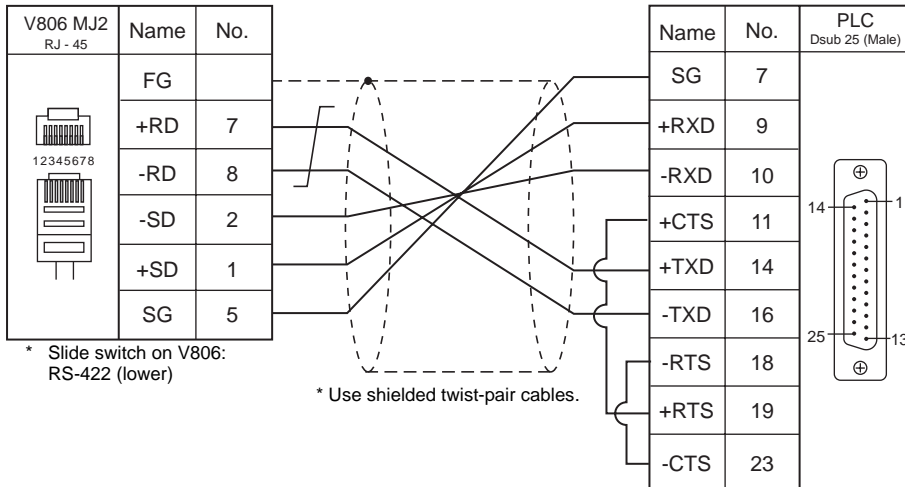 V806 MJ2
RJ - 45
Name No.
FG
+RD 7
-RD 8
-SD 2
+SD 1
SG 5
12345678
* Slide switch on V806:
RS-422 (lower)
* Use shielded twist-pair cables.
Name No.
PLC
Dsub 25 (Male)
SG 7
+RXD 9
-RXD 10
+CTS 11
+TXD 14
-TXD 16
-RTS 18
+RTS 19
-CTS 23
14 1
25 13